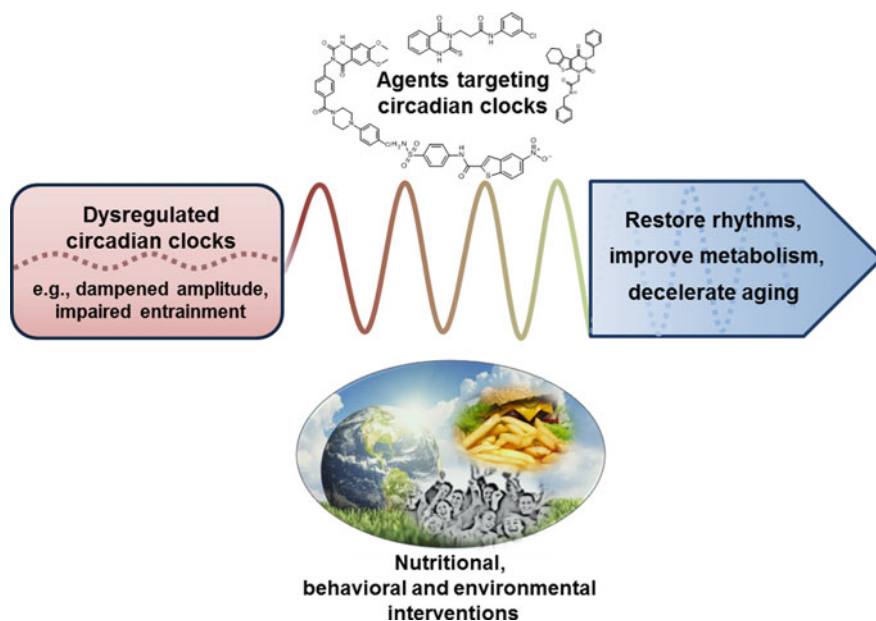 Agents targeting
circadian clocks
Dysregulated
circadian clocks
e.g., dampened amplitude,
impaired entrainment
Restore rhythms,
improve metabolism,
decelerate aging
Nutritional,
behavioral and environmental
interventions